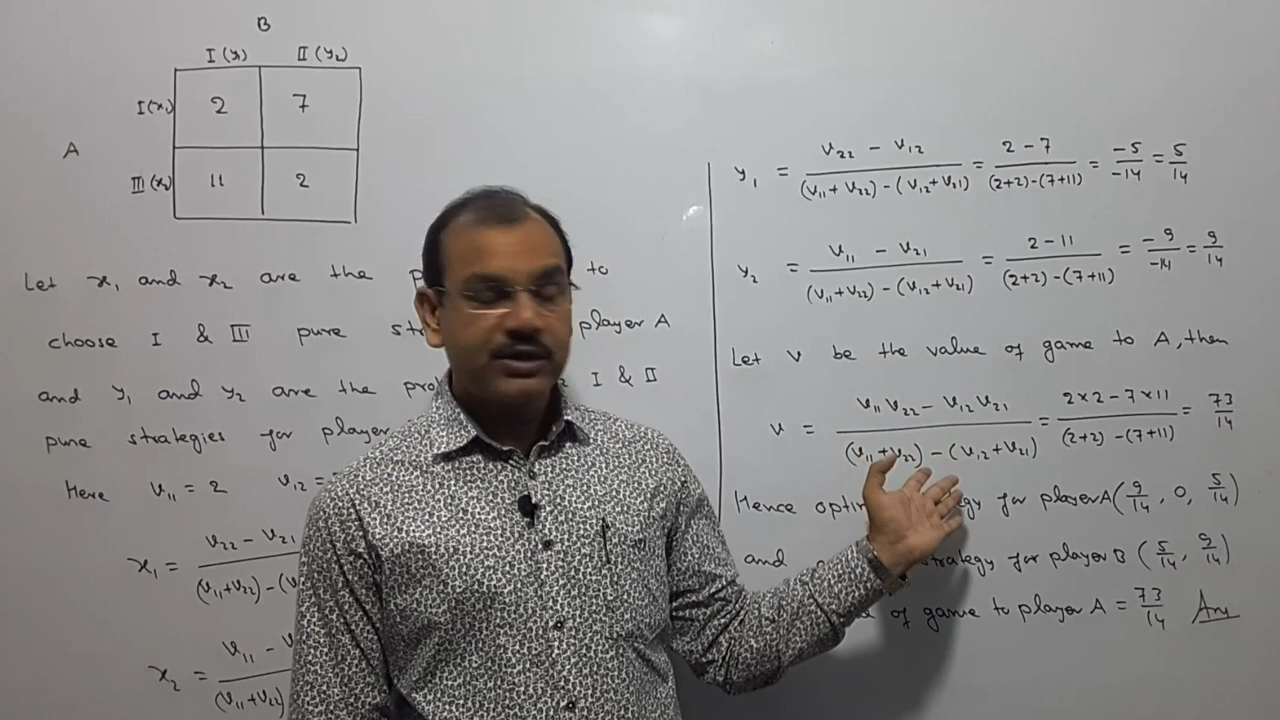 B
I (y₁) II (y₂)
I (x₁) 2 7
A
III (x₂) 11 2
Let x₁ and x₂ are the to
choose I & III pure player A
and y₁ and y₂ are the I & II
pure strategies for player
Here v₁₁ = 2 v₁₂ =
x₁ = v₂₂ - v₂₁ / (v₁₁+v₂₂) - (v
x₂ = v₁₁ - v / (v₁₁+v₂₂)
y₁ = v₂₂ - v₁₂ / (v₁₁+v₂₂) - (v₁₂+v₂₁) = 2-7 / (2+2)-(7+11) = -5/-14 = 5/14
y₂ = v₁₁ - v₂₁ / (v₁₁+v₂₂) - (v₁₂+v₂₁) = 2-11 / (2+2)-(7+11) = -9/-14 = 9/14
Let v be the value of game to A, then
v = v₁₁ v₂₂ - v₁₂ v₂₁ / (v₁₁+v₂₂) - (v₁₂+v₂₁) = 2×2-7×11 / (2+2)-(7+11) = 73/14
Hence for player A (9/14, 0, 5/14)
and for player B (5/14, 9/14)
of game to player A = 73/14 Ans